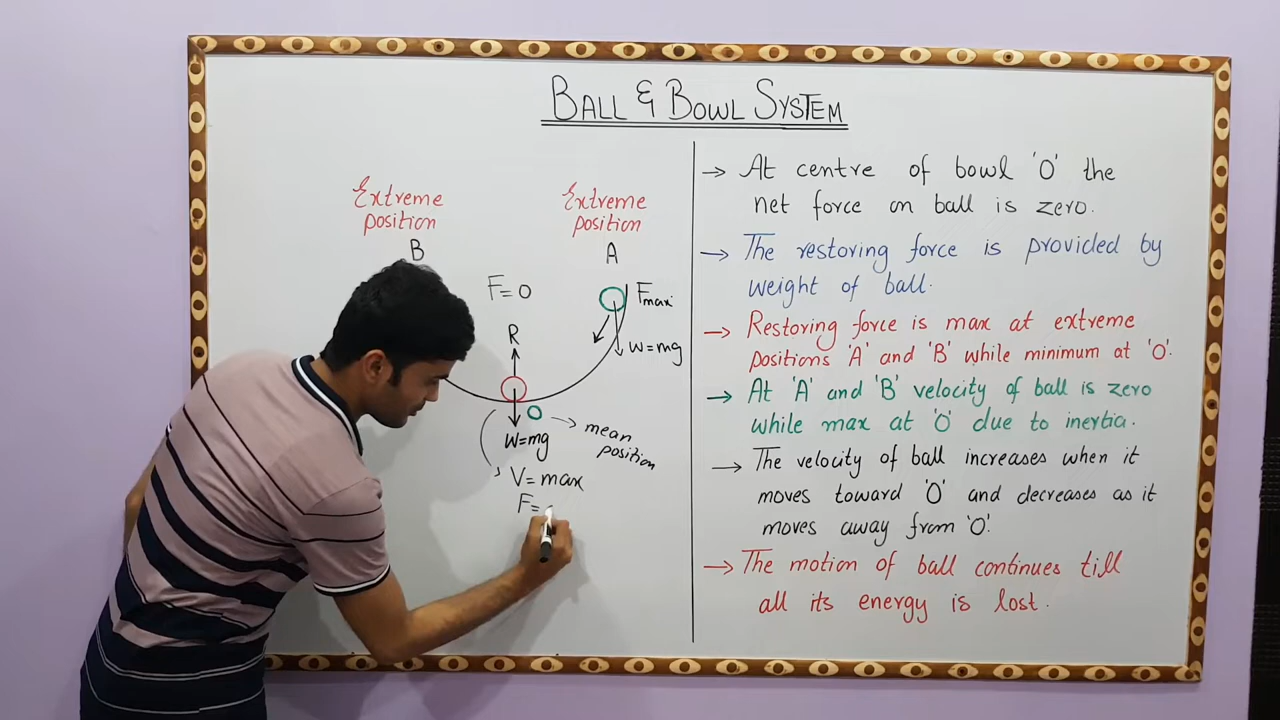 BALL & BOWL SYSTEM
Extreme
position
B
Extreme
position
A
F=0
Fmax
R
W=mg
O
W=mg
mean
position
V= max
F=
→ At centre of bowl 'O' the
net force on ball is zero.
→ The restoring force is provided by
weight of ball.
→ Restoring force is max at extreme
positions 'A' and 'B' while minimum at 'O'.
→ At 'A' and 'B' velocity of ball is zero
while max at 'O' due to inertia.
→ The velocity of ball increases when it
moves toward 'O' and decreases as it
moves away from 'O'.
→ The motion of ball continues till
all its energy is lost.